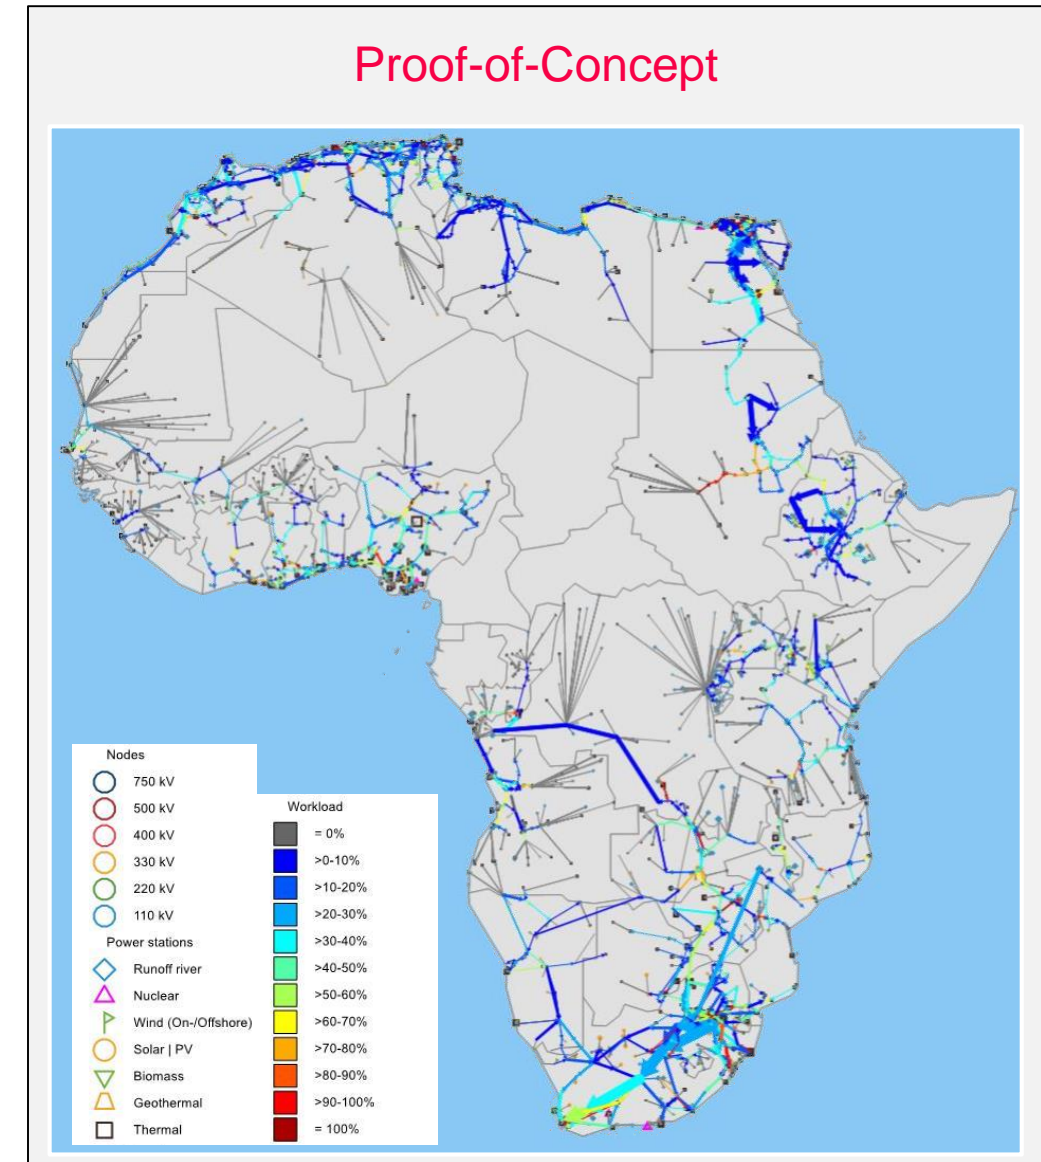 Proof-of-Concept
Nodes
750 kV
500 kV
400 kV
330 kV
220 kV
110 kV
Power stations
Runoff river
Nuclear
Wind (On-/Offshore)
Solar | PV
Biomass
Geothermal
Thermal
Workload
= 0%
>0-10%
>10-20%
>20-30%
>30-40%
>40-50%
>50-60%
>60-70%
>70-80%
>80-90%
>90-100%
= 100%